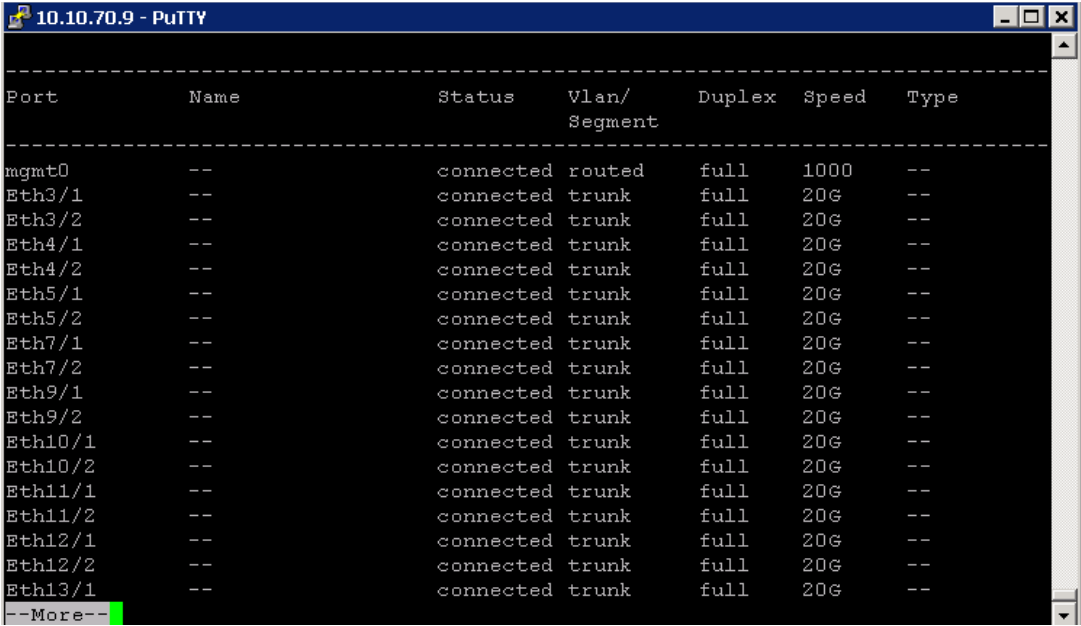 10.10.70.9 - PuTTY
--------------------------------------------------------------------------------
Port Name Status Vlan/ Duplex Speed Type
Segment
--------------------------------------------------------------------------------
mgmt0 -- connected routed full 1000 --
Eth3/1 -- connected trunk full 20G --
Eth3/2 -- connected trunk full 20G --
Eth4/1 -- connected trunk full 20G --
Eth4/2 -- connected trunk full 20G --
Eth5/1 -- connected trunk full 20G --
Eth5/2 -- connected trunk full 20G --
Eth7/1 -- connected trunk full 20G --
Eth7/2 -- connected trunk full 20G --
Eth9/1 -- connected trunk full 20G --
Eth9/2 -- connected trunk full 20G --
Eth10/1 -- connected trunk full 20G --
Eth10/2 -- connected trunk full 20G --
Eth11/1 -- connected trunk full 20G --
Eth11/2 -- connected trunk full 20G --
Eth12/1 -- connected trunk full 20G --
Eth12/2 -- connected trunk full 20G --
Eth13/1 -- connected trunk full 20G --
--More--